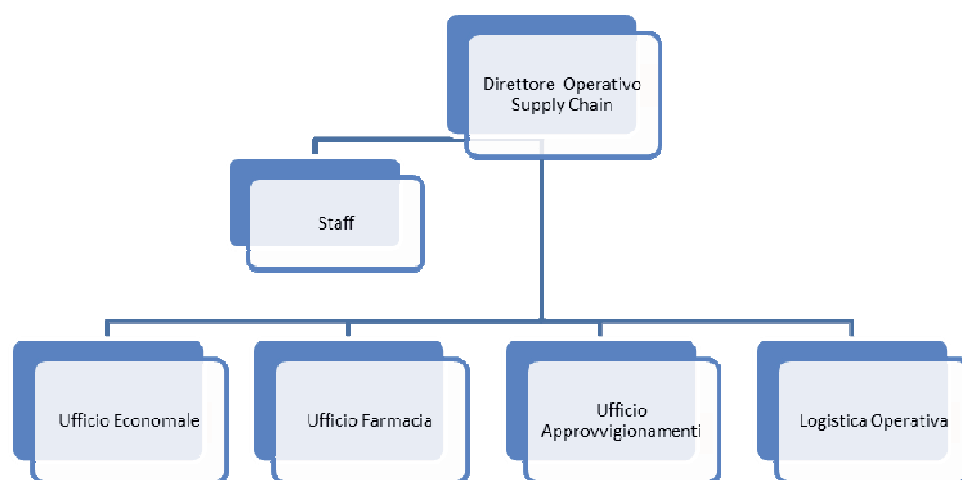 Direttore Operativo
Supply Chain
Staff
Ufficio Economale
Ufficio Farmacia
Ufficio
Approvvigionamenti
Logistica Operativa